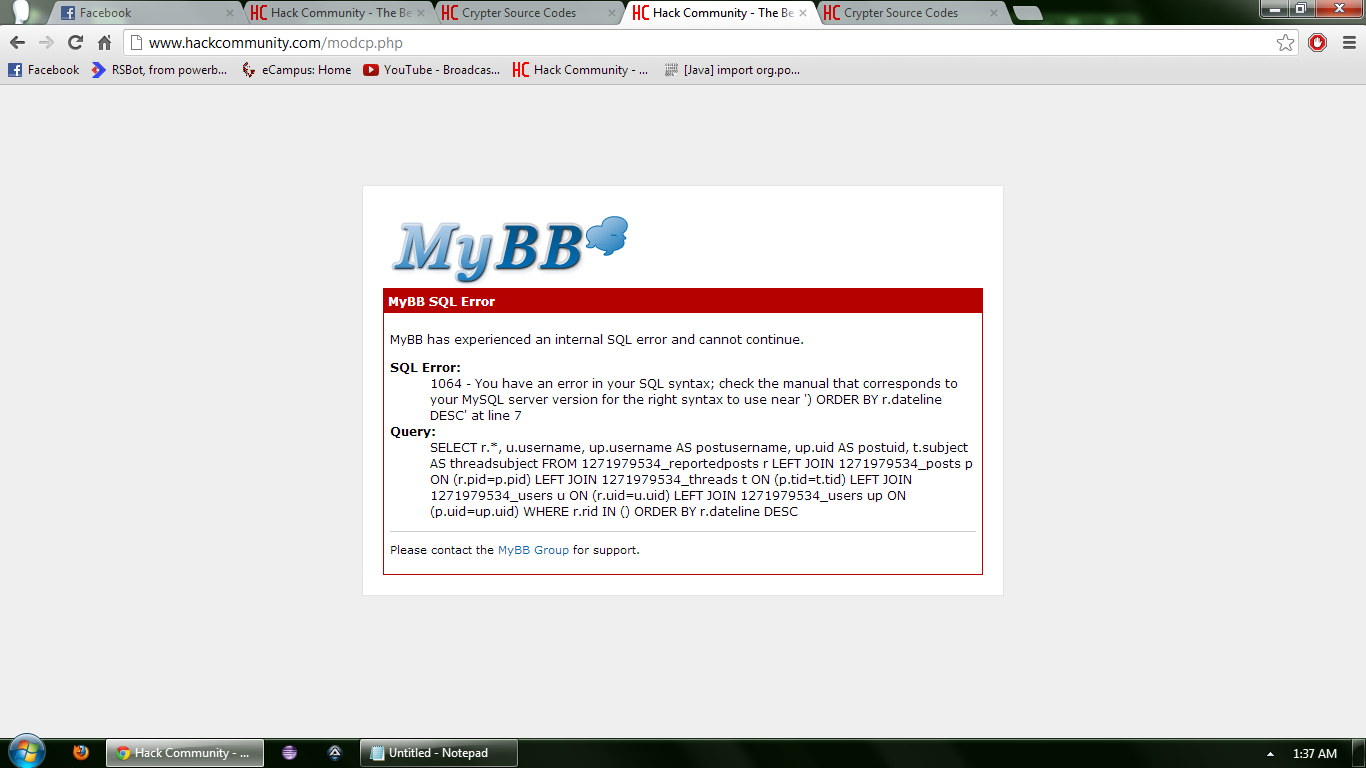 Facebook
Hack Community - The Be
Crypter Source Codes
Hack Community - The Be
Crypter Source Codes
www.hackcommunity.com/modcp.php
Facebook
RSBot, from powerb...
eCampus: Home
YouTube - Broadcas...
HC Hack Community - ...
[Java] import org.po...
MyBB
MyBB SQL Error
MyBB has experienced an internal SQL error and cannot continue.
SQL Error:
1064 - You have an error in your SQL syntax; check the manual that corresponds to
your MySQL server version for the right syntax to use near ') ORDER BY r.dateline
DESC' at line 7
Query:
SELECT r.*, u.username, up.username AS postusername, up.uid AS postuid, t.subject
AS threadsubject FROM 1271979534_reportedposts r LEFT JOIN 1271979534_posts p
ON (r.pid=p.pid) LEFT JOIN 1271979534_threads t ON (p.tid=t.tid) LEFT JOIN
1271979534_users u ON (r.uid=u.uid) LEFT JOIN 1271979534_users up ON
(p.uid=up.uid) WHERE r.rid IN () ORDER BY r.dateline DESC
Please contact the MyBB Group for support.
Hack Community - ...
Untitled - Notepad
1:37 AM